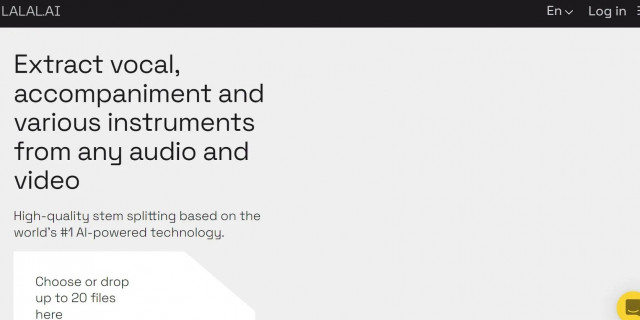 LALAL.AI
En
Log in
Extract vocal,
accompaniment and
various instruments
from any audio and
video
High-quality stem splitting based on the
world's #1 AI-powered technology.
Choose or drop
up to 20 files
here